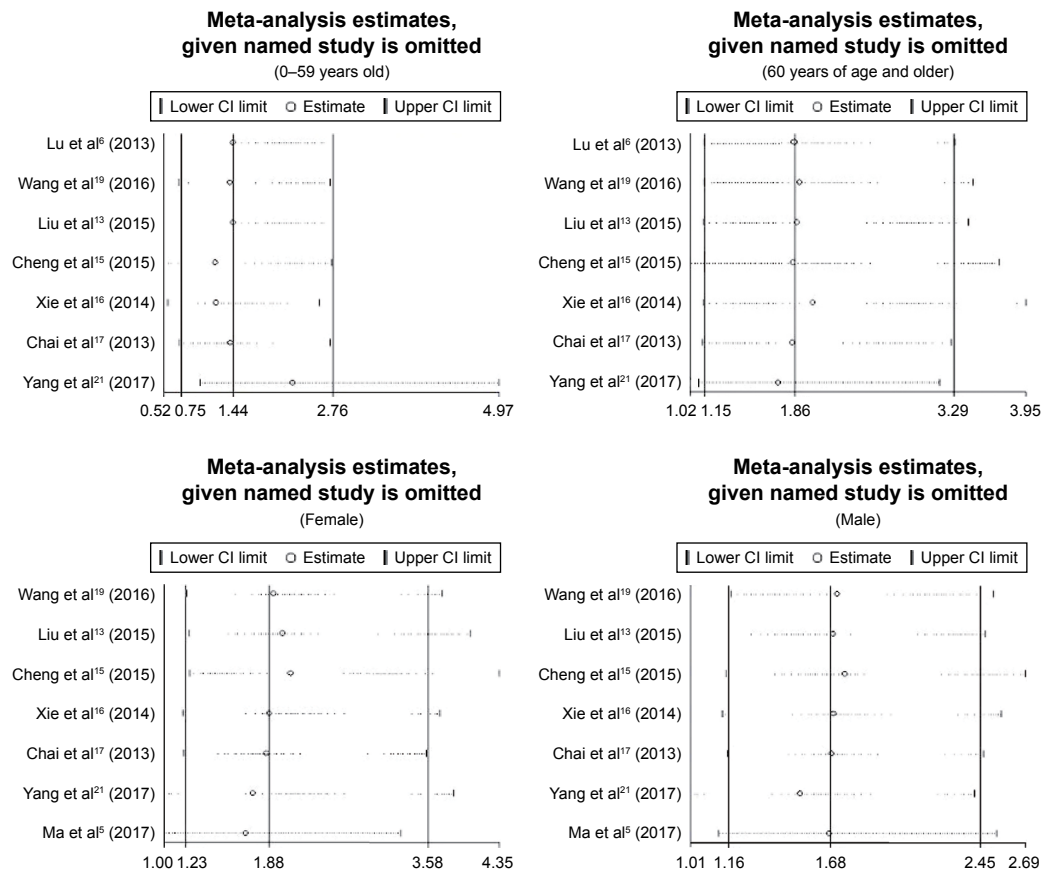 Meta-analysis estimates,
given named study is omitted
(0–59 years old)
Lower CI limit Estimate Upper CI limit
Lu et al⁶ (2013)
Wang et al¹⁹ (2016)
Liu et al¹³ (2015)
Cheng et al¹⁵ (2015)
Xie et al¹⁶ (2014)
Chai et al¹⁷ (2013)
Yang et al²¹ (2017)
0.52 0.75 1.44 2.76 4.97
Meta-analysis estimates,
given named study is omitted
(60 years of age and older)
Lower CI limit Estimate Upper CI limit
Lu et al⁶ (2013)
Wang et al¹⁹ (2016)
Liu et al¹³ (2015)
Cheng et al¹⁵ (2015)
Xie et al¹⁶ (2014)
Chai et al¹⁷ (2013)
Yang et al²¹ (2017)
1.02 1.15 1.86 3.29 3.95
Meta-analysis estimates,
given named study is omitted
(Female)
Lower CI limit Estimate Upper CI limit
Wang et al¹⁹ (2016)
Liu et al¹³ (2015)
Cheng et al¹⁵ (2015)
Xie et al¹⁶ (2014)
Chai et al¹⁷ (2013)
Yang et al²¹ (2017)
Ma et al⁵ (2017)
1.00 1.23 1.88 3.58 4.35
Meta-analysis estimates,
given named study is omitted
(Male)
Lower CI limit Estimate Upper CI limit
Wang et al¹⁹ (2016)
Liu et al¹³ (2015)
Cheng et al¹⁵ (2015)
Xie et al¹⁶ (2014)
Chai et al¹⁷ (2013)
Yang et al²¹ (2017)
Ma et al⁵ (2017)
1.01 1.16 1.68 2.45 2.69